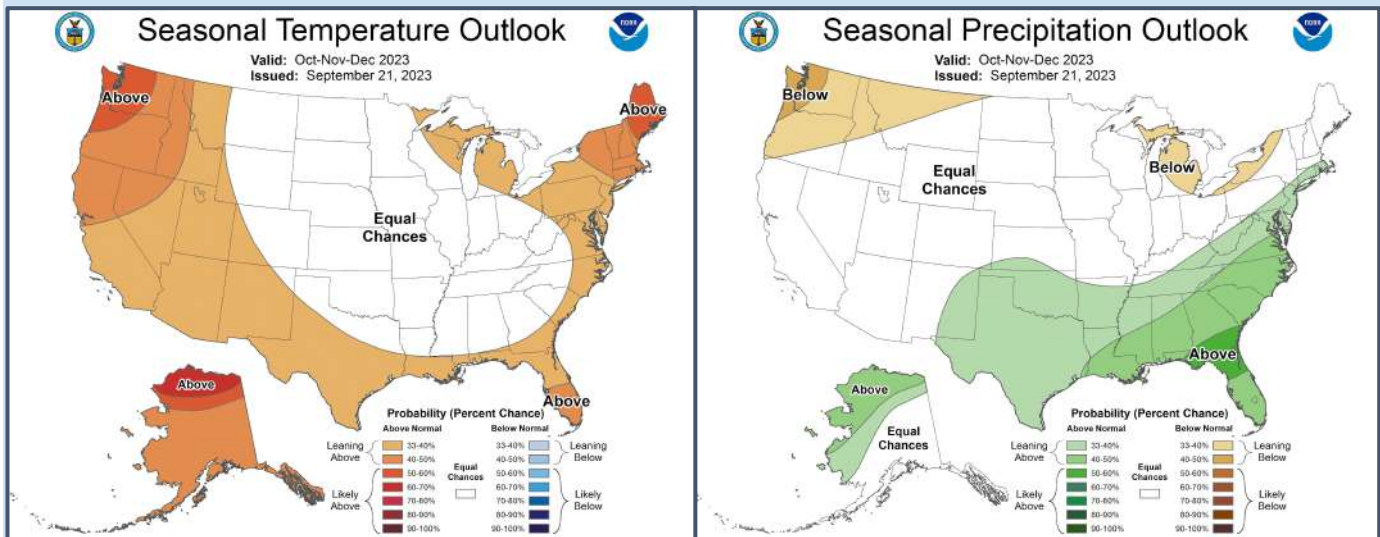 Seasonal Temperature Outlook
noaa
Valid: Oct-Nov-Dec 2023
Issued: September 21, 2023
Above
Above
Equal
Chances
Above
Above
Probability (Percent Chance)
Above Normal
Below Normal
Leaning
Above
33-40%
40-50%
50-60%
60-70%
70-80%
80-90%
90-100%
Likely
Above
Equal
Chances
33-40%
40-50%
50-60%
60-70%
70-80%
80-90%
90-100%
Leaning
Below
Likely
Below
Seasonal Precipitation Outlook
noaa
Valid: Oct-Nov-Dec 2023
Issued: September 21, 2023
Below
Equal
Chances
Below
Above
Above
Equal
Chances
Probability (Percent Chance)
Above Normal
Below Normal
Leaning
Above
33-40%
40-50%
50-60%
60-70%
70-80%
80-90%
90-100%
Likely
Above
Equal
Chances
33-40%
40-50%
50-60%
60-70%
70-80%
80-90%
90-100%
Leaning
Below
Likely
Below